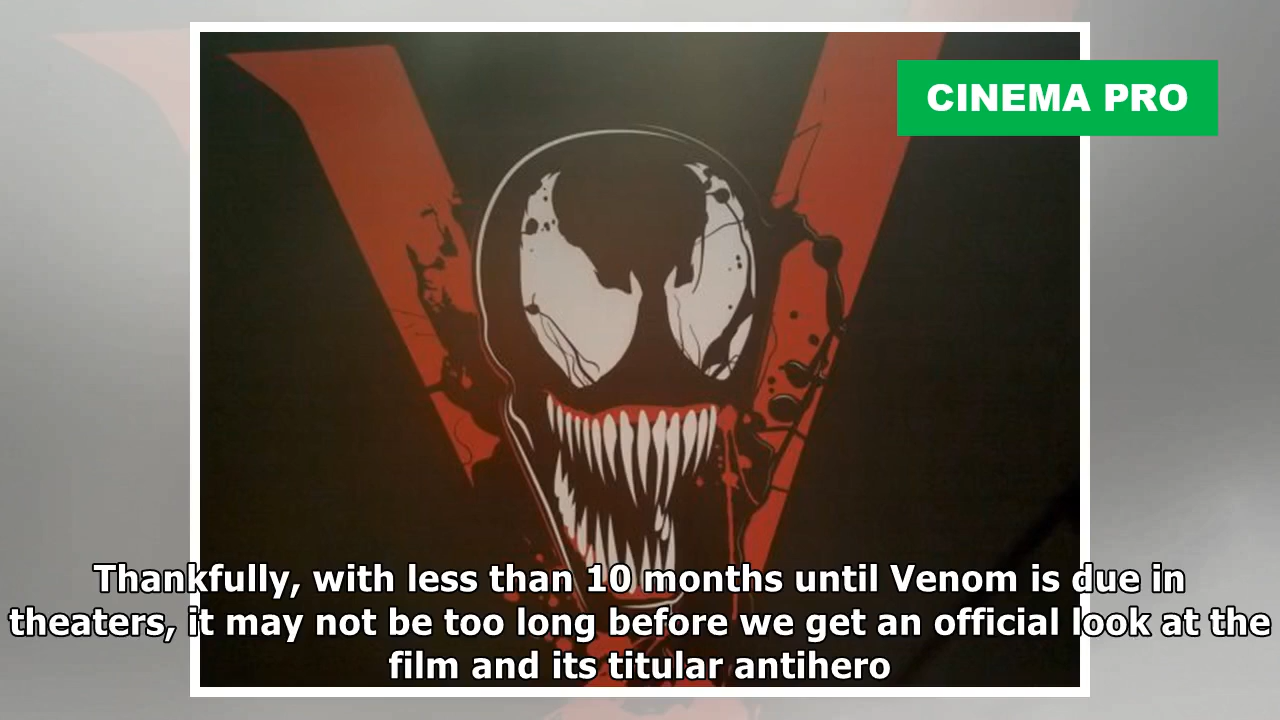 CINEMA PRO
Thankfully, with less than 10 months until Venom is due in
theaters, it may not be too long before we get an official look at the
film and its titular antihero